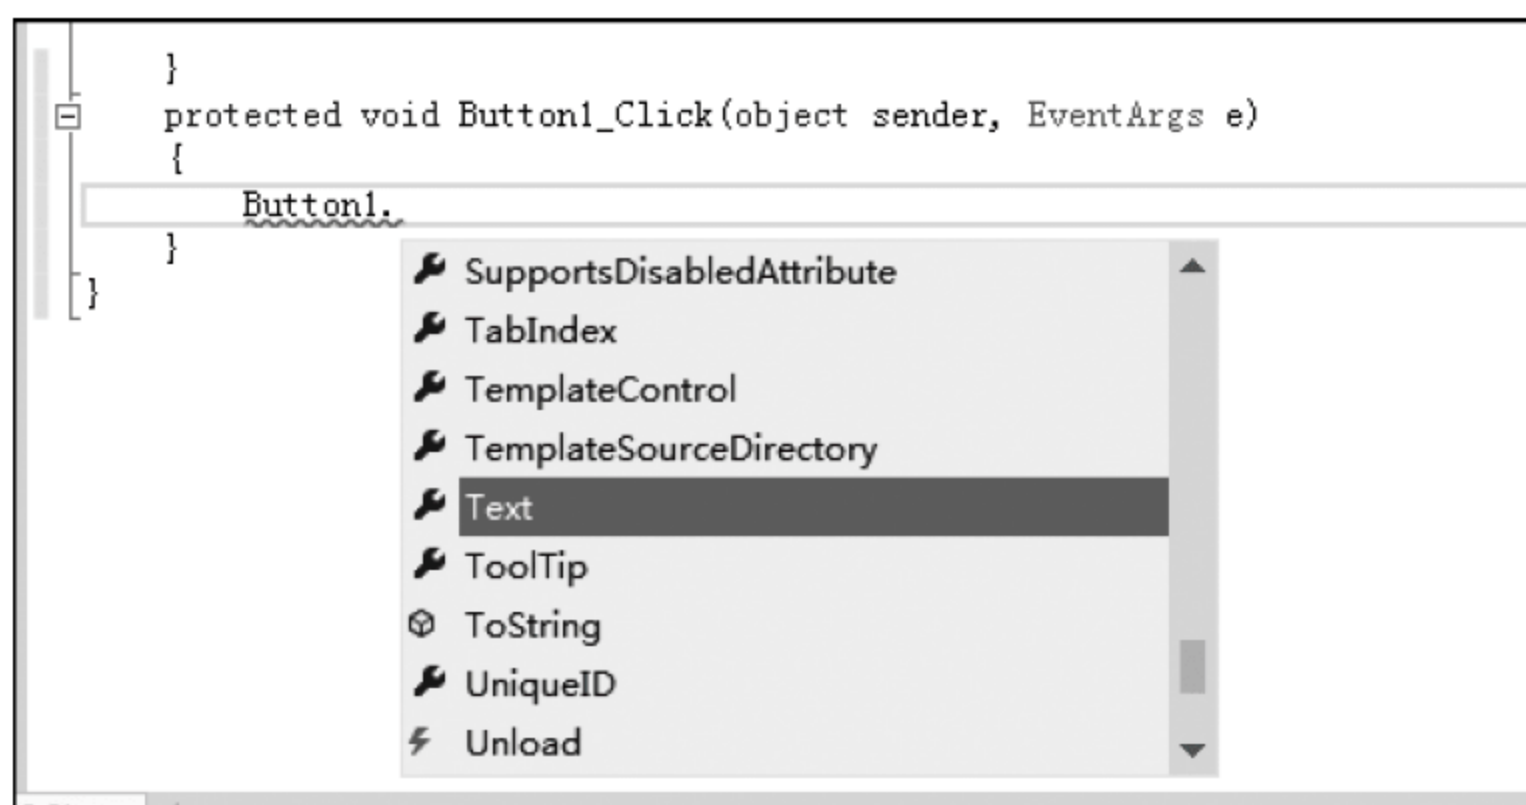 }
protected void Button1_Click(object sender, EventArgs e)
{
Button1.
}
}
SupportsDisabledAttribute
TabIndex
TemplateControl
TemplateSourceDirectory
Text
ToolTip
ToString
UniqueID
Unload